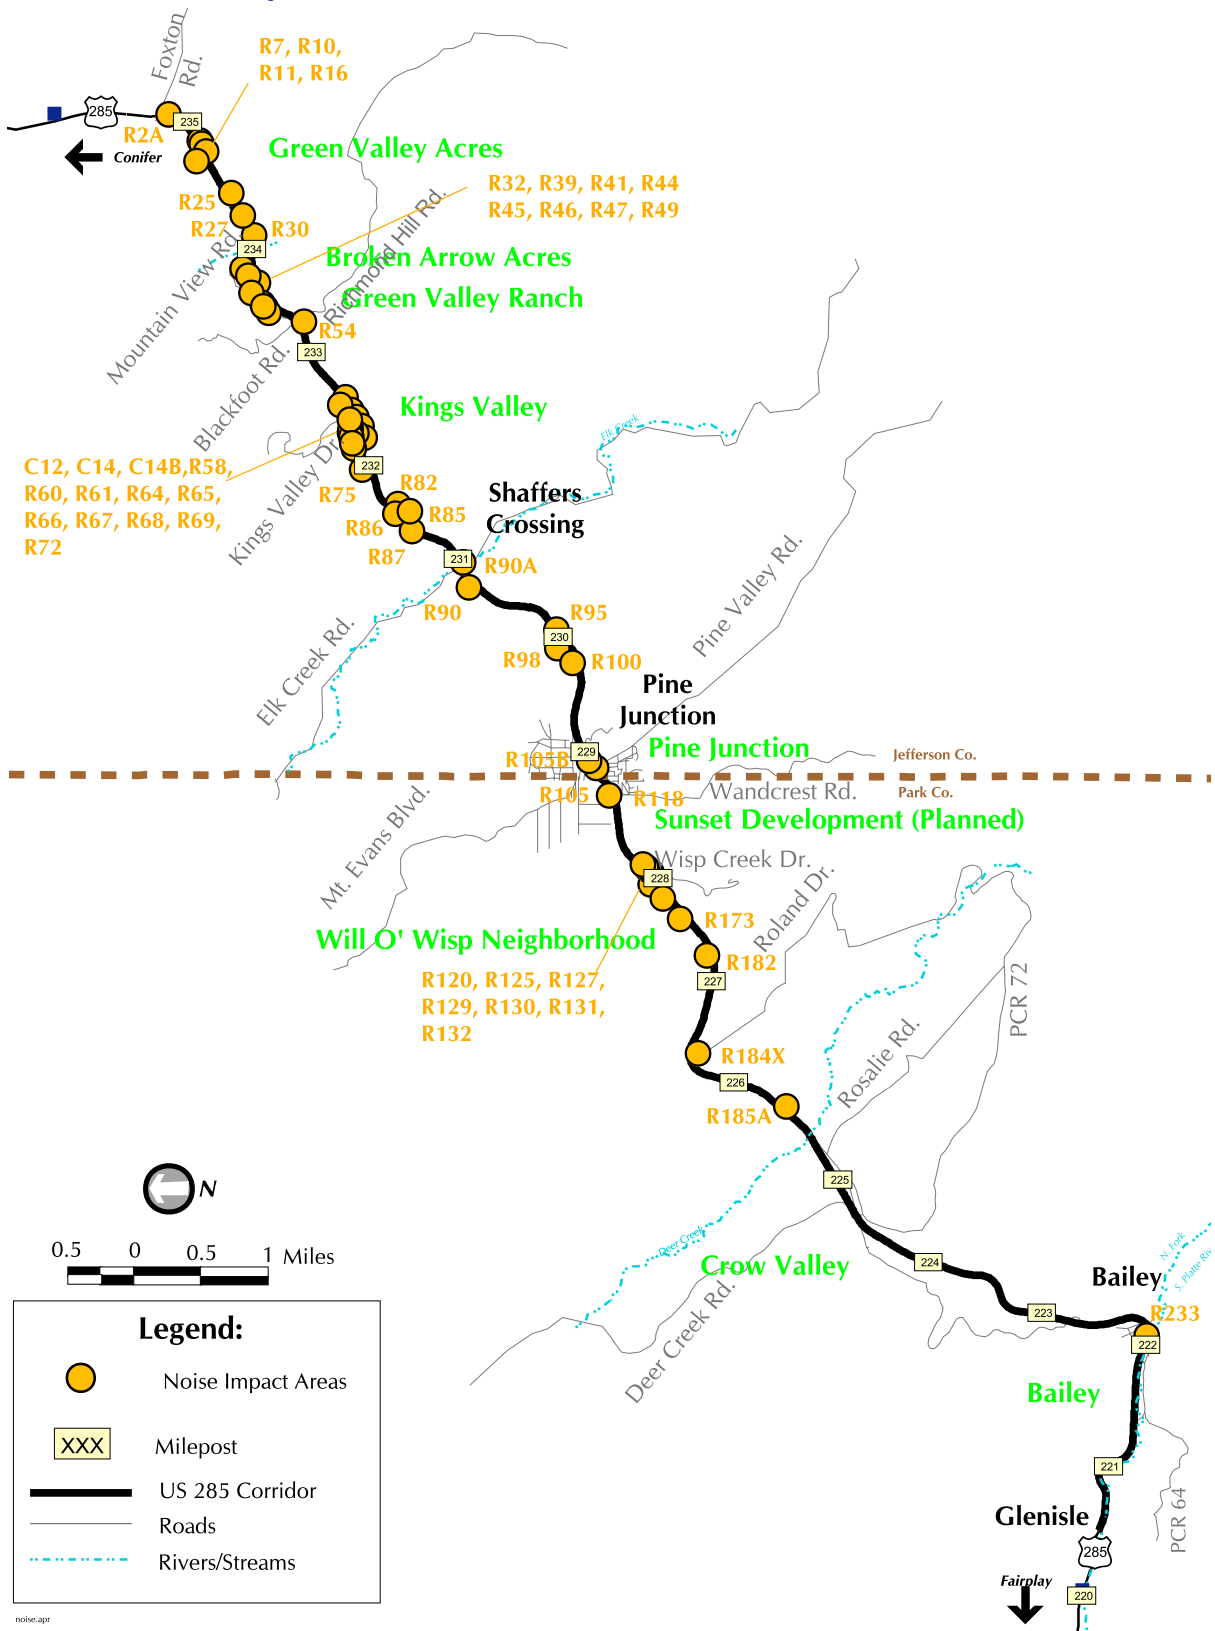 Foxton
Rd.
R7, R10,
R11, R16
285
235
R2A
Conifer
Green Valley Acres
R32, R39, R41, R44
R45, R46, R47, R49
R25
R27
R30
234
Mountain View Rd.
Richmond Hill Rd.
Broken Arrow Acres
Green Valley Ranch
R54
233
Blackfoot Rd.
Kings Valley
Elk Creek
Kings Valley Dr.
C12, C14, C14B,R58,
R60, R61, R64, R65,
R66, R67, R68, R69,
R72
232
R75
R82
R85
R86
R87
Shaffers
Crossing
231
R90A
R90
R95
230
R98
R100
Pine Valley Rd.
Elk Creek Rd.
Pine
Junction
229
R105B
Pine Junction
Jefferson Co.
Park Co.
R105
R118
Wandcrest Rd.
Sunset Development (Planned)
Mt. Evans Blvd.
Wisp Creek Dr.
228
Roland Dr.
R173
Will O' Wisp Neighborhood
R182
R120, R125, R127,
R129, R130, R131,
R132
227
PCR 72
R184X
Rosalie Rd.
226
R185A
225
N
Deer Creek
Crow Valley
224
Deer Creek Rd.
N. Fork
S. Platte Riv
Bailey
223
R233
222
Bailey
0.5 0 0.5 1 Miles
Legend:
Noise Impact Areas
XXX
Milepost
US 285 Corridor
Roads
Rivers/Streams
221
PCR 64
Glenisle
285
Fairplay
220
noise.apr